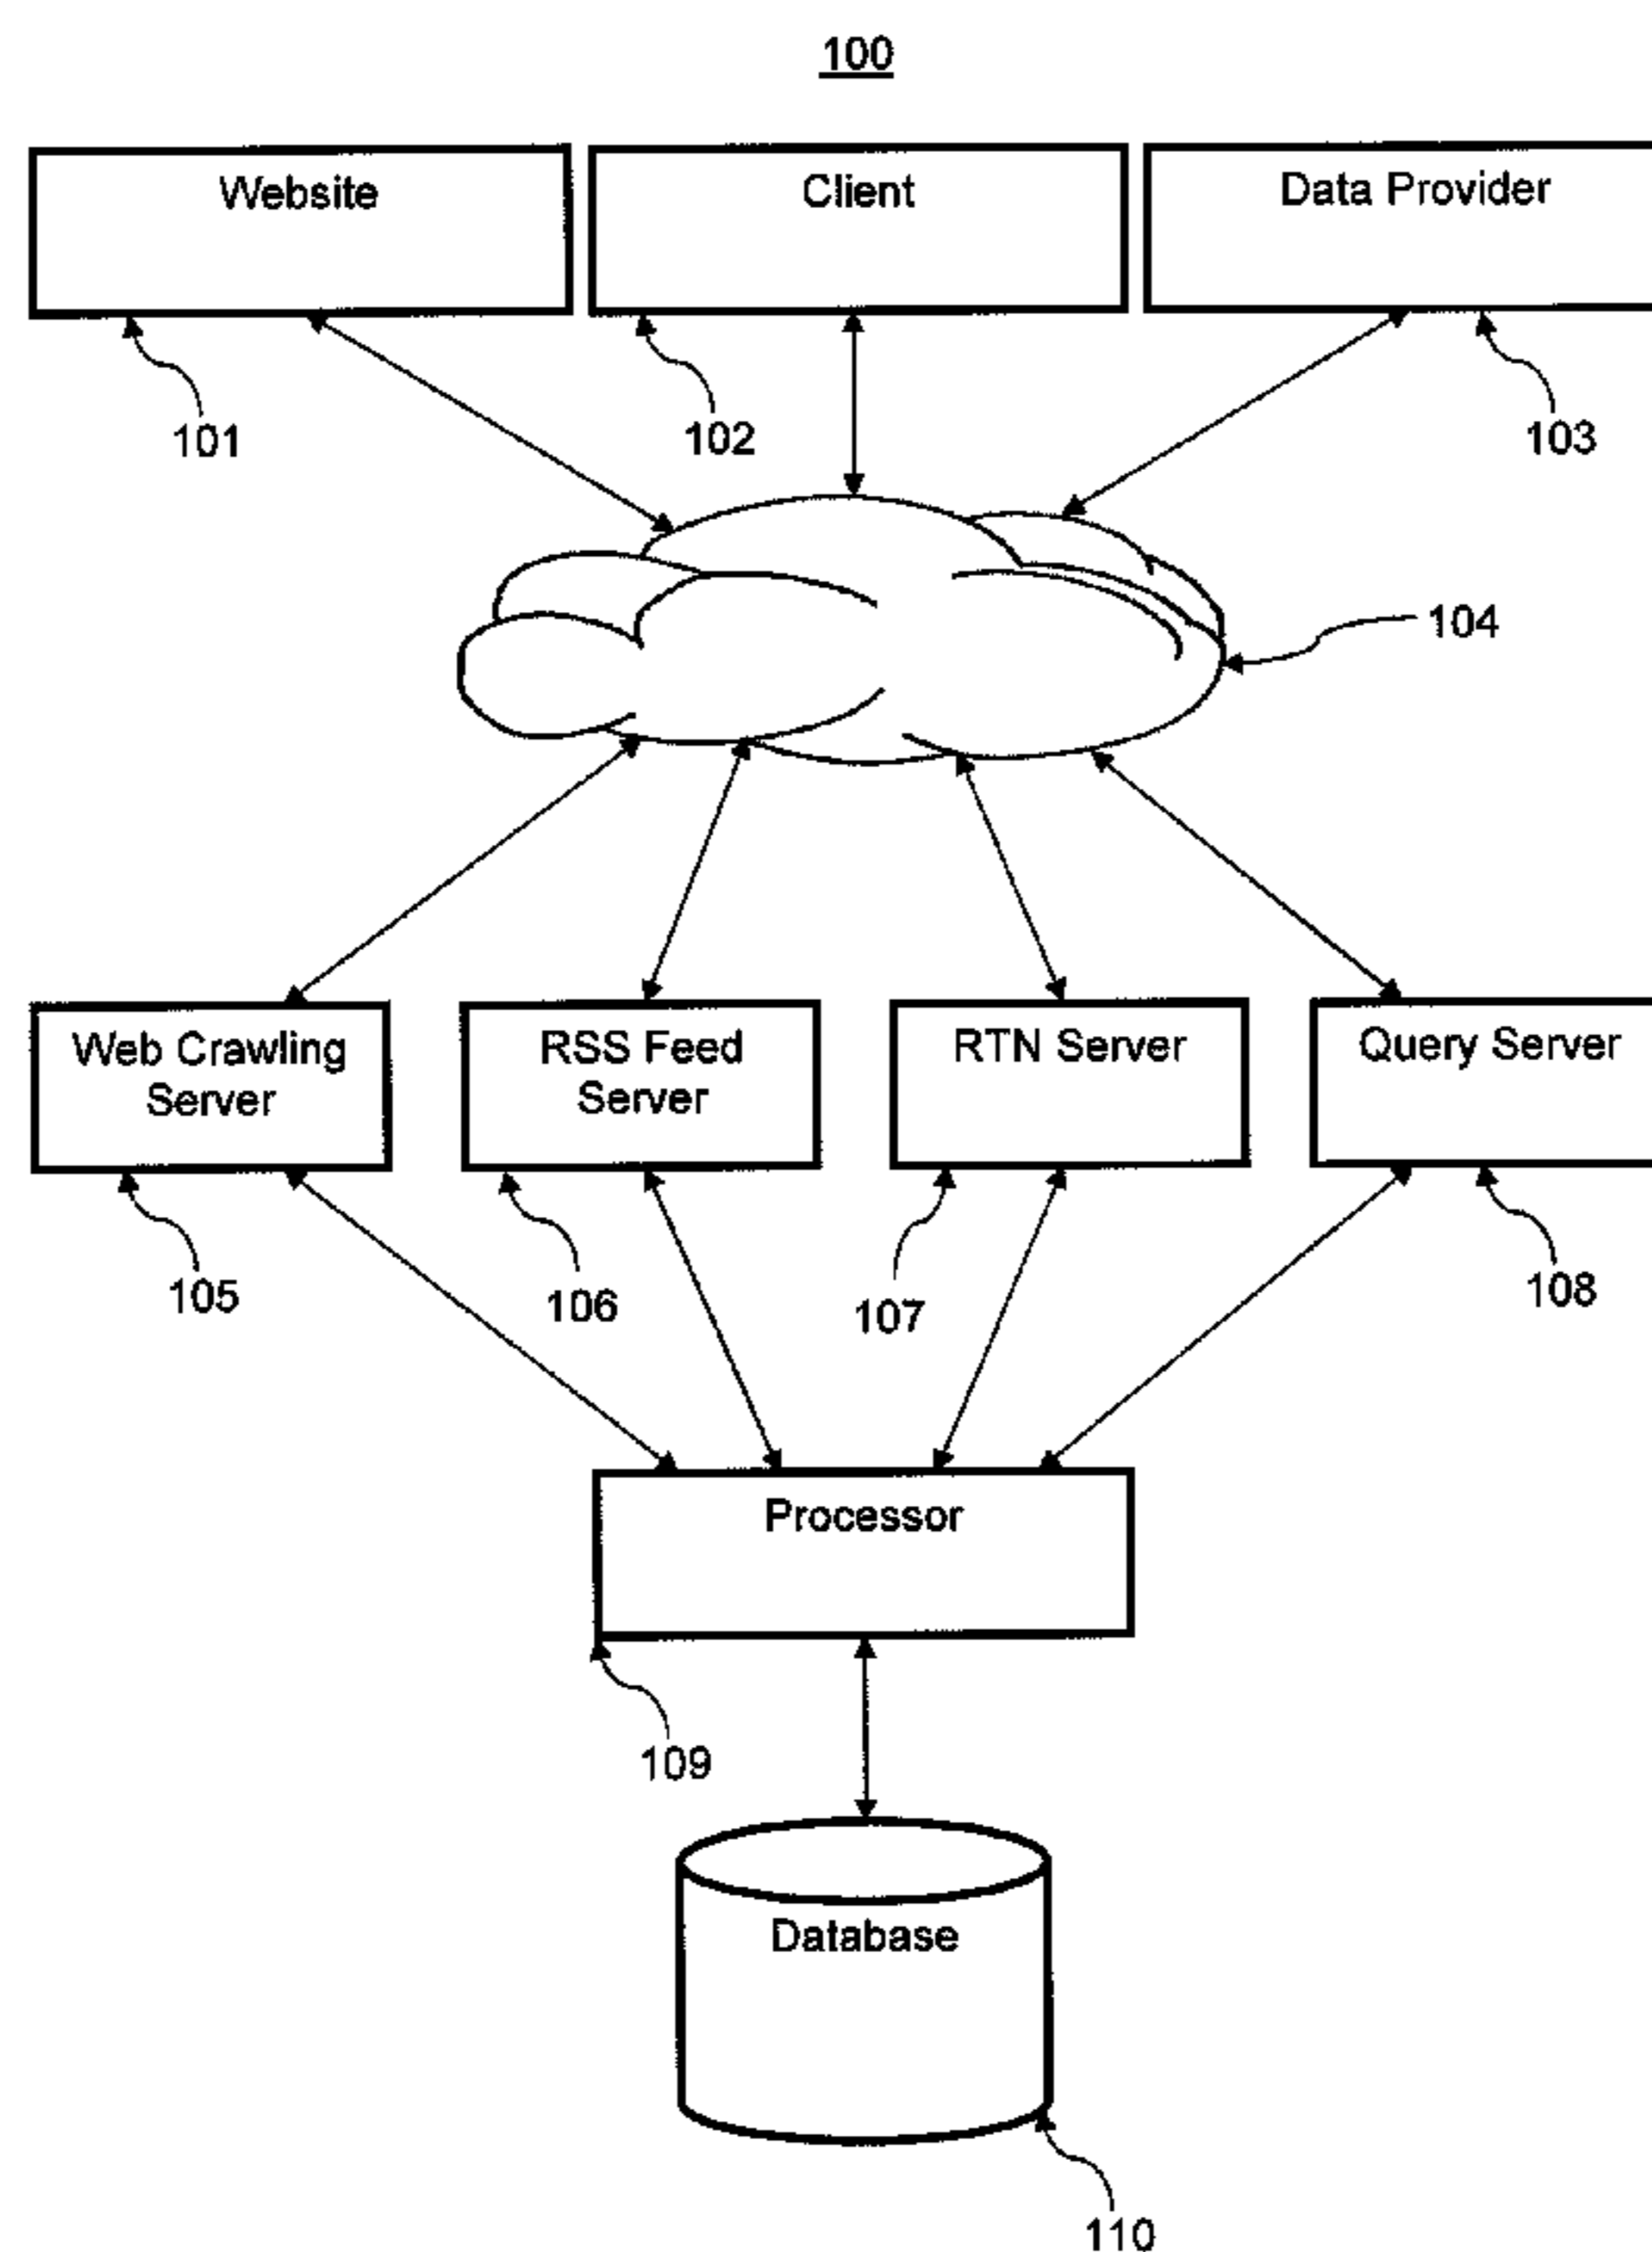 100
Website
Client
Data Provider
101
102
103
104
Web Crawling
Server
RSS Feed
Server
RTN Server
Query Server
105
106
107
108
Processor
109
Database
110